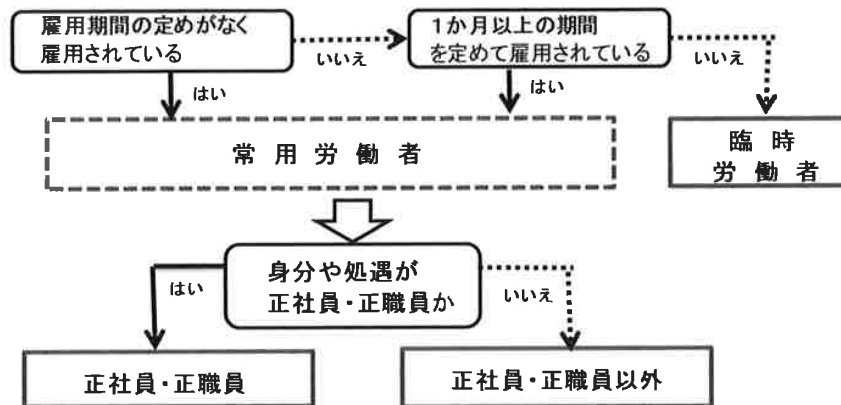 雇用期間の定めがなく
雇用されている
いいえ
１か月以上の期間
を定めて雇用されている
いいえ
はい
はい
常用労働者
臨時
労働者
身分や処遇が
正社員・正職員か
はい
いいえ
正社員・正職員
正社員・正職員以外